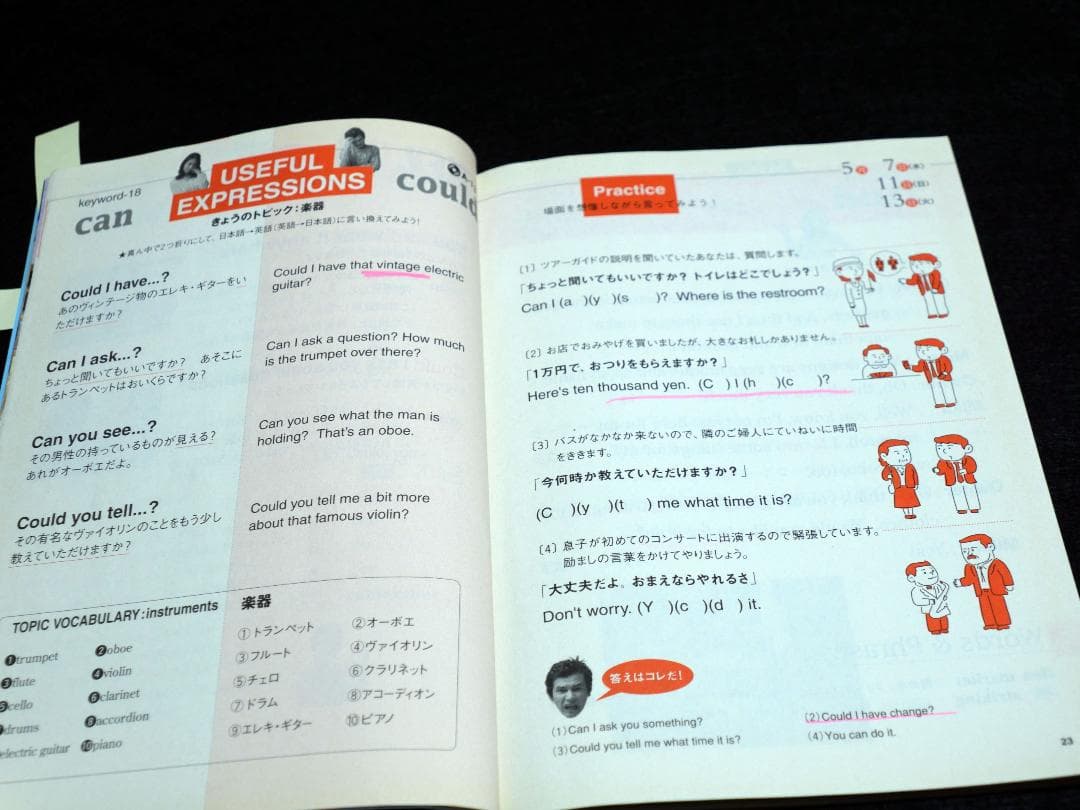 keyword-18
can
USEFUL
EXPRESSIONS
could
きょうのトピック：楽器
★真ん中で2つ折りにして、日本語→英語（英語→日本語）に言い換えてみよう！
Could I have...?
あのヴィンテージ物のエレキ・ギターをい
ただけますか？
Could I have that vintage electric
guitar?
Can I ask...?
ちょっと聞いてもいいですか？ あそこに
あるトランペットはおいくらですか？
Can I ask a question? How much
is the trumpet over there?
Can you see...?
その男性の持っているものが見える？
あれがオーボエだよ。
Can you see what the man is
holding? That's an oboe.
Could you tell...?
その有名なヴァイオリンのことをもう少し
教えていただけますか？
Could you tell me a bit more
about that famous violin?
TOPIC VOCABULARY : instruments
楽器
❶trumpet ❷oboe
❸flute ❹violin
❺cello ❻clarinet
drums ❽accordion
electric guitar ❿piano
①トランペット ②オーボエ
③フルート ④ヴァイオリン
⑤チェロ ⑥クラリネット
⑦ドラム ⑧アコーディオン
⑨エレキ・ギター ⑩ピアノ
Practice
場面を想像しながら言ってみよう！
5月 7日(水)
11日(日)
13日(火)
〔1〕ツアーガイドの説明を聞いていたあなたは、質問します。
「ちょっと聞いてもいいですか？ トイレはどこでしょう？」
Can I (a )(y )(s )? Where is the restroom?
〔2〕お店でおみやげを買いましたが、大きなお札しかありません。
「1万円で、おつりをもらえますか？」
Here's ten thousand yen. (C ) I (h )(c )?
〔3〕バスがなかなか来ないので、隣のご婦人にていねいに時間
をききます。
「今何時か教えていただけますか？」
(C )(y )(t ) me what time it is?
〔4〕息子が初めてのコンサートに出演するので緊張しています。
励ましの言葉をかけてやりましょう。
「大丈夫だよ。おまえならやれるさ」
Don't worry. (Y )(c )(d ) it.
答えはコレだ！
(1)Can I ask you something?
(2)Could I have change?
(3)Could you tell me what time it is?
(4)You can do it.
23